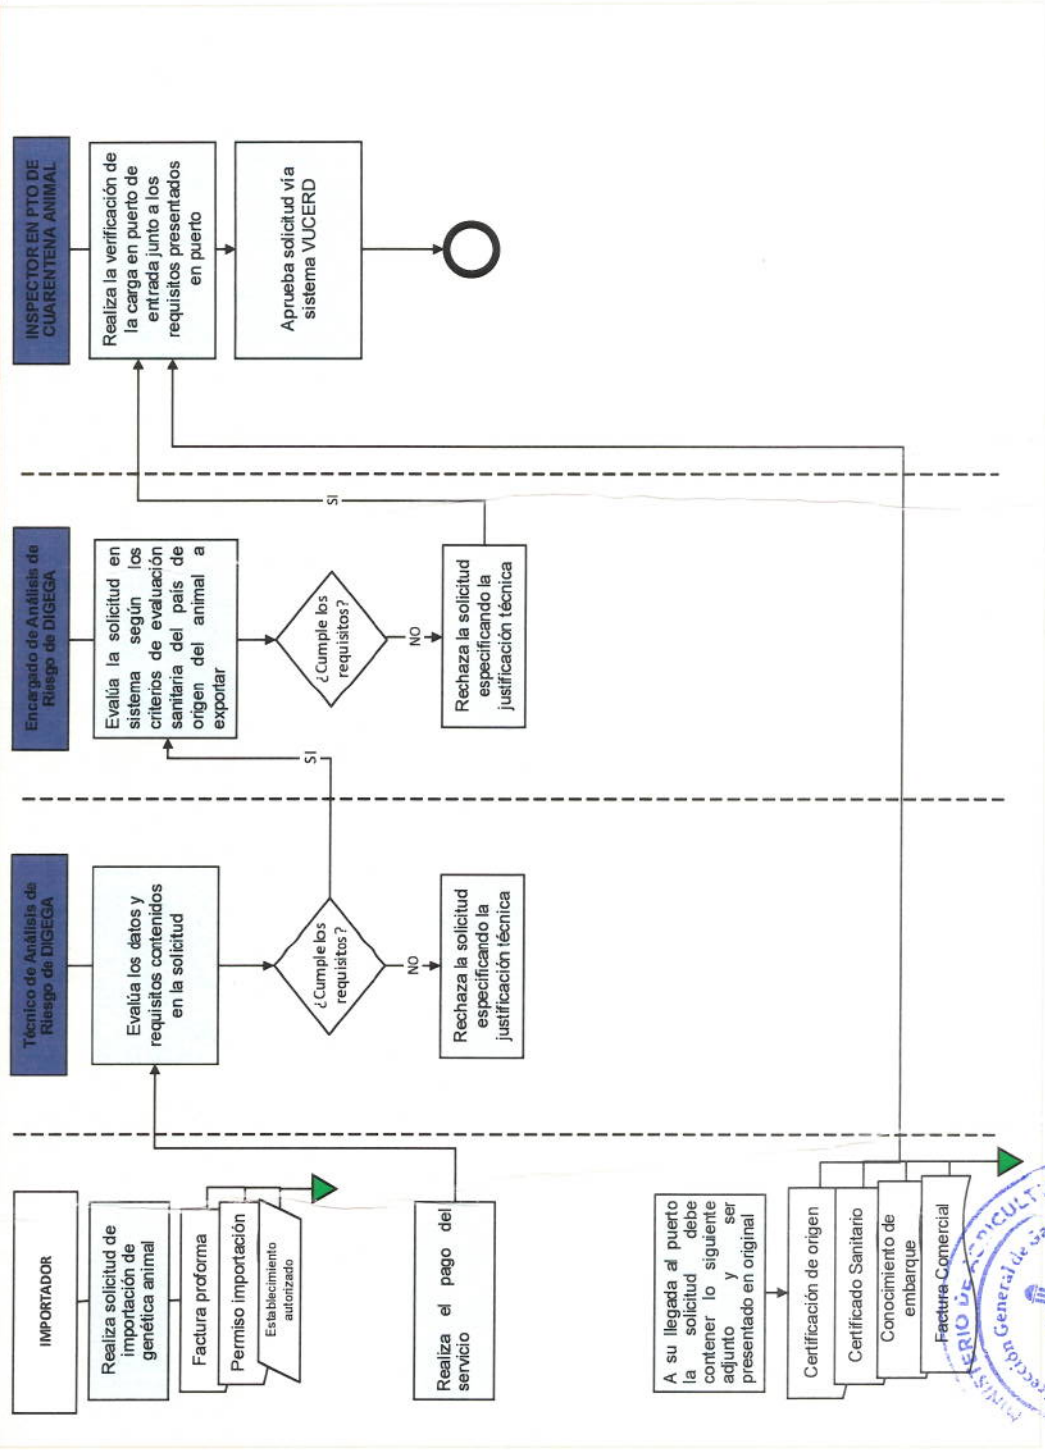 IMPORTADOR
Realiza solicitud de
importación de
genética animal
Factura proforma
Permiso importación
Establecimiento
autorizado
Realiza el pago del
servicio
A su llegada al puerto
la solicitud debe
contener lo siguiente
adjunto y ser
presentado en original
Certificación de origen
Certificado Sanitario
Conocimiento de
embarque
Factura Comercial
Técnico de Análisis de
Riesgo de DIGEGA
Evalúa los datos y
requisitos contenidos
en la solicitud
¿Cumple los
requisitos?
SI
NO
Rechaza la solicitud
especificando la
justificación técnica
Encargado de Análisis de
Riesgo de DIGEGA
Evalúa la solicitud en
sistema según los
criterios de evaluación
sanitaria del país de
origen del animal a
exportar
¿Cumple los
requisitos?
SI
NO
Rechaza la solicitud
especificando la
justificación técnica
INSPECTOR EN PTO DE
CUARENTENA ANIMAL
Realiza la verificación de
la carga en puerto de
entrada junto a los
requisitos presentados
en puerto
Aprueba solicitud vía
sistema VUCERD
MINISTERIO DE
General de